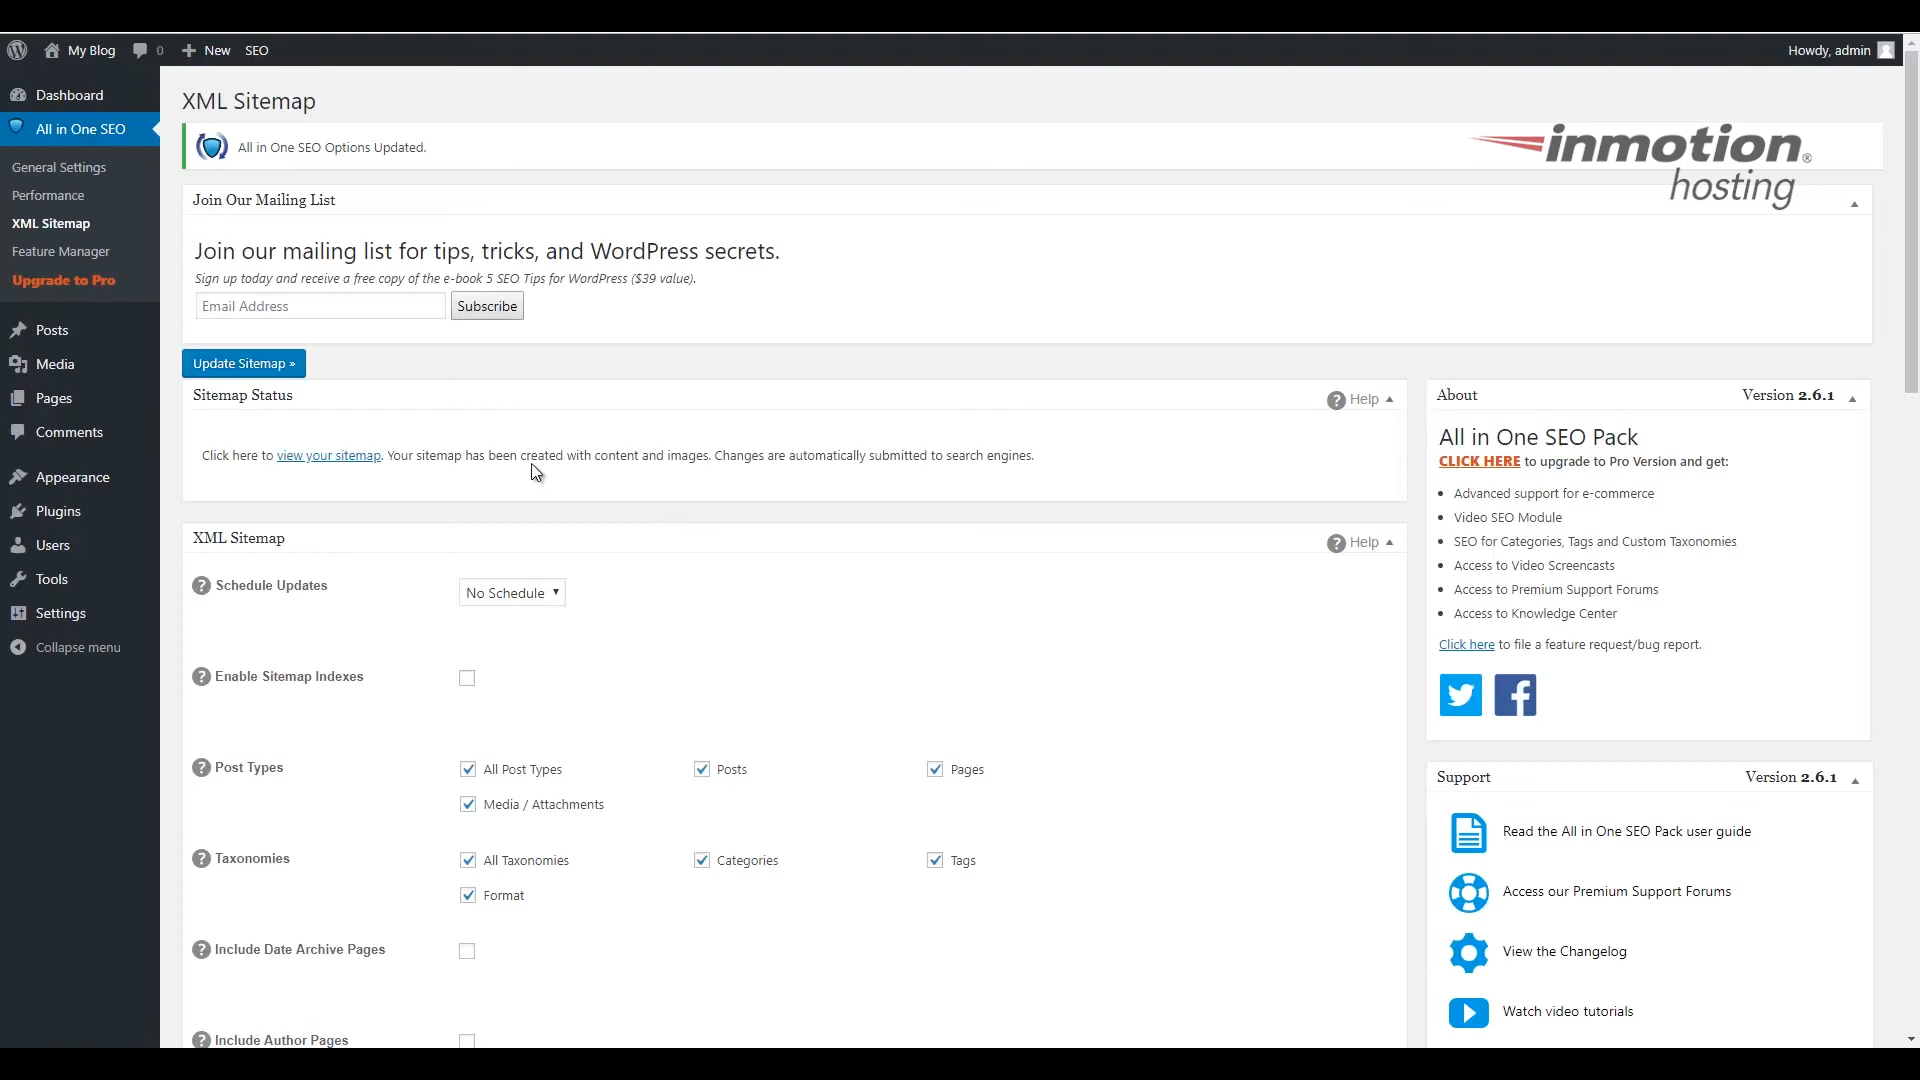 My Blog 0 New SEO Howdy, admin
Dashboard
All in One SEO
General Settings
Performance
XML Sitemap
Feature Manager
Upgrade to Pro
Posts
Media
Pages
Comments
Appearance
Plugins
Users
Tools
Settings
Collapse menu
XML Sitemap
All in One SEO Options Updated.
inmotion®
hosting
Join Our Mailing List
Join our mailing list for tips, tricks, and WordPress secrets.
Sign up today and receive a free copy of the e-book 5 SEO Tips for WordPress ($39 value).
Email Address Subscribe
Update Sitemap »
Sitemap Status Help
Click here to view your sitemap. Your sitemap has been created with content and images. Changes are automatically submitted to search engines.
XML Sitemap Help
Schedule Updates No Schedule
Enable Sitemap Indexes
Post Types All Post Types Posts Pages
Media / Attachments
Taxonomies All Taxonomies Categories Tags
Format
Include Date Archive Pages
Include Author Pages
About Version 2.6.1
All in One SEO Pack
CLICK HERE to upgrade to Pro Version and get:
Advanced support for e-commerce
Video SEO Module
SEO for Categories, Tags and Custom Taxonomies
Access to Video Screencasts
Access to Premium Support Forums
Access to Knowledge Center
Click here to file a feature request/bug report.
Support Version 2.6.1
Read the All in One SEO Pack user guide
Access our Premium Support Forums
View the Changelog
Watch video tutorials